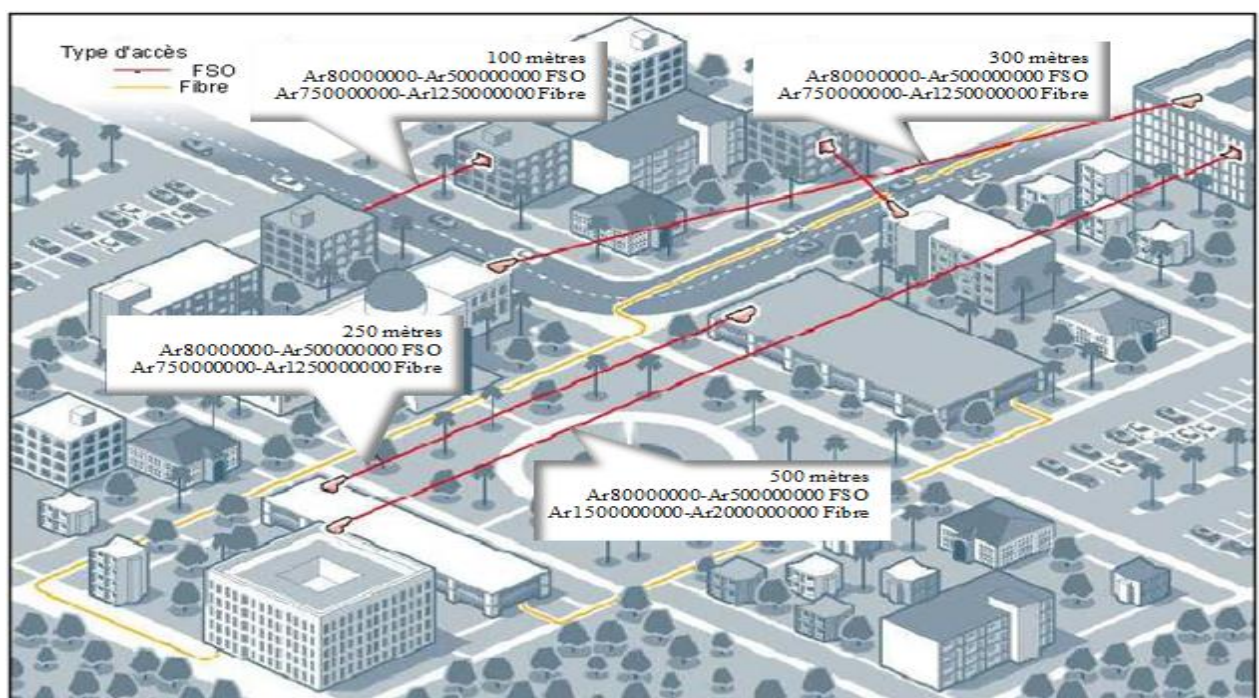 Type d'accès
FSO
Fibre
100 mètres
Ar80000000-Ar500000000 FSO
Ar750000000-Ar1250000000 Fibre
300 mètres
Ar80000000-Ar500000000 FSO
Ar750000000-Ar1250000000 Fibre
250 mètres
Ar80000000-Ar500000000 FSO
Ar750000000-Ar1250000000 Fibre
500 mètres
Ar80000000-Ar500000000 FSO
Ar1500000000-Ar2000000000 Fibre